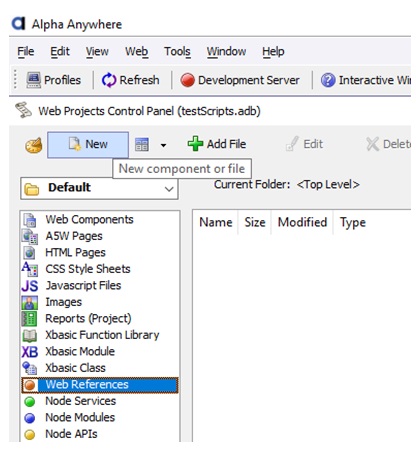 Alpha Anywhere
File Edit View Web Tools Window Help
Profiles Refresh Development Server Interactive Wi
Web Projects Control Panel (testScripts.adb)
New Add File Edit Delet
New component or file
Default Current Folder: <Top Level>
Name Size Modified Type
Web Components
A5W Pages
HTML Pages
CSS Style Sheets
JS Javascript Files
Images
Reports (Project)
Xbasic Function Library
XB Xbasic Module
Xbasic Class
Web References
Node Services
Node Modules
Node APIs